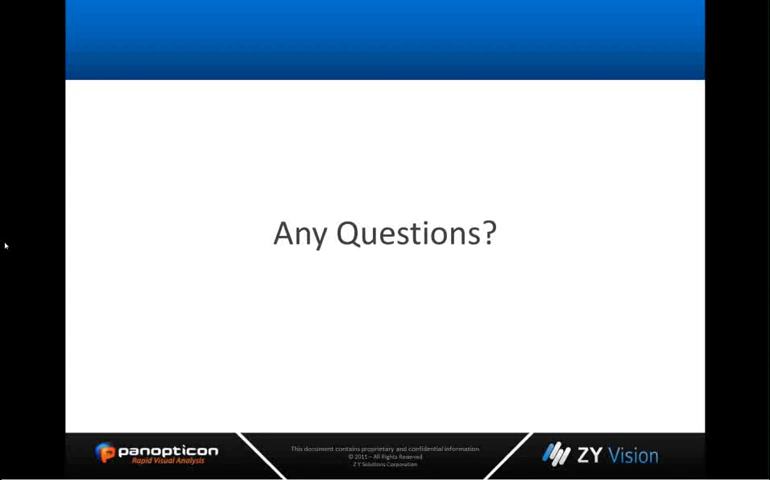 Any Questions?
panopticon
Rapid Visual Analysis
This document contains proprietary and confidential information.
© 2011 – All Rights Reserved
Z Y Solutions Corporation
ZY Vision